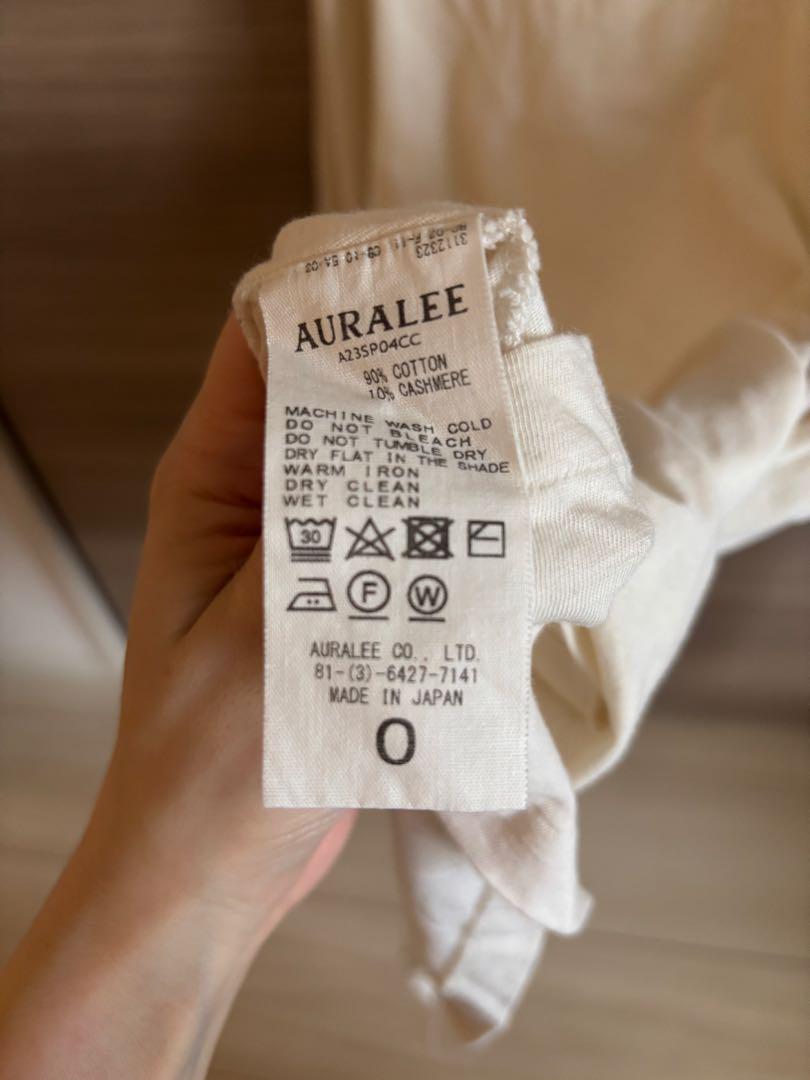 3112323
AURALEE
A23SP04CC
90% COTTON
10% CASHMERE
MACHINE WASH COLD
DO NOT BLEACH
DO NOT TUMBLE DRY
DRY FLAT IN THE SHADE
WARM IRON
DRY CLEAN
WET CLEAN
30
F W
AURALEE CO., LTD.
81-(3)-6427-7141
MADE IN JAPAN
0